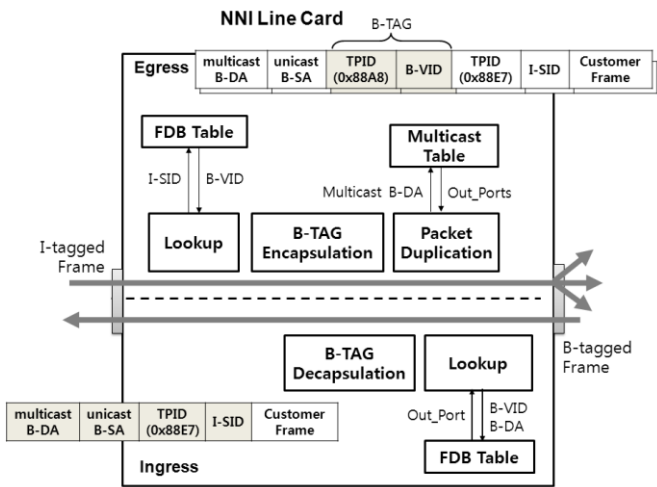 NNI Line Card
B-TAG
Egress
multicast B-DA
unicast B-SA
TPID (0x88A8)
B-VID
TPID (0x88E7)
I-SID
Customer Frame
FDB Table
Multicast Table
I-SID
B-VID
Multicast B-DA
Out_Ports
Lookup
B-TAG Encapsulation
Packet Duplication
I-tagged Frame
B-tagged Frame
B-TAG Decapsulation
Lookup
multicast B-DA
unicast B-SA
TPID (0x88E7)
I-SID
Customer Frame
Out_Port
B-VID
B-DA
FDB Table
Ingress